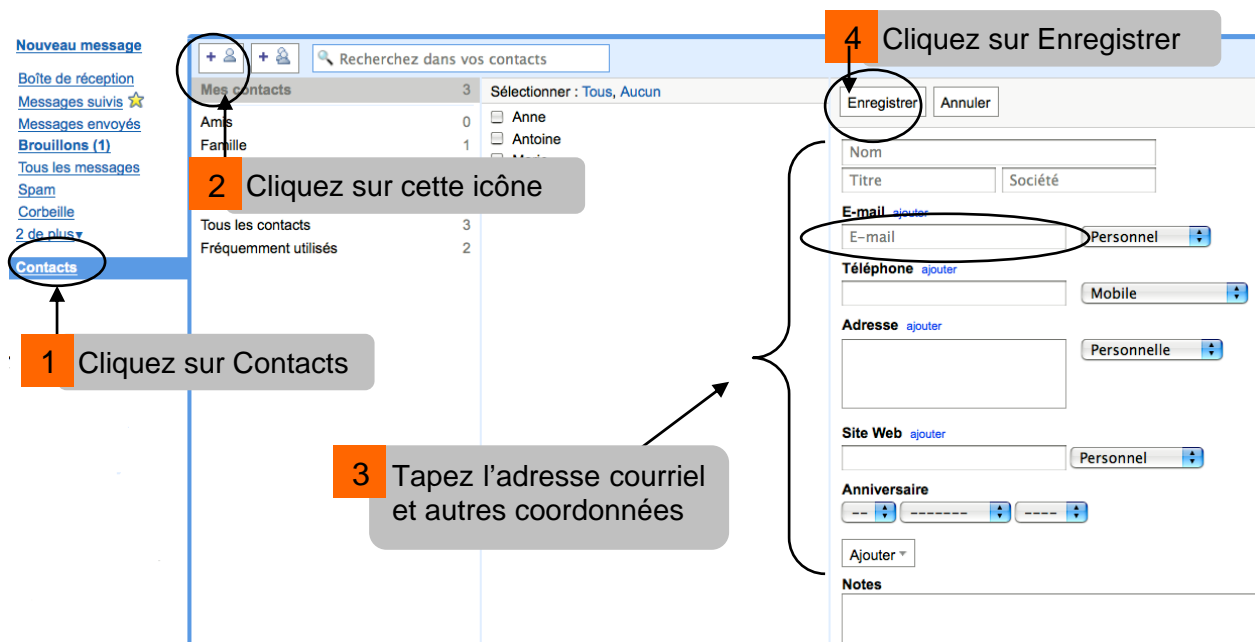 Nouveau message
Boîte de réception
Messages suivis
Messages envoyés
Brouillons (1)
Tous les messages
Spam
Corbeille
2 de plus
Contacts
1 Cliquez sur Contacts
+ +
Recherchez dans vos contacts
Mes contacts 3
Amis 0
Famille 1
2 Cliquez sur cette icône
Tous les contacts 3
Fréquemment utilisés 2
Sélectionner : Tous, Aucun
Anne
Antoine
3 Tapez l’adresse courriel
et autres coordonnées
4 Cliquez sur Enregistrer
Enregistrer Annuler
Nom
Titre Société
E-mail ajouter
E-mail Personnel
Téléphone ajouter
Mobile
Adresse ajouter
Personnelle
Site Web ajouter
Personnel
Anniversaire
-- ------- ----
Ajouter
Notes